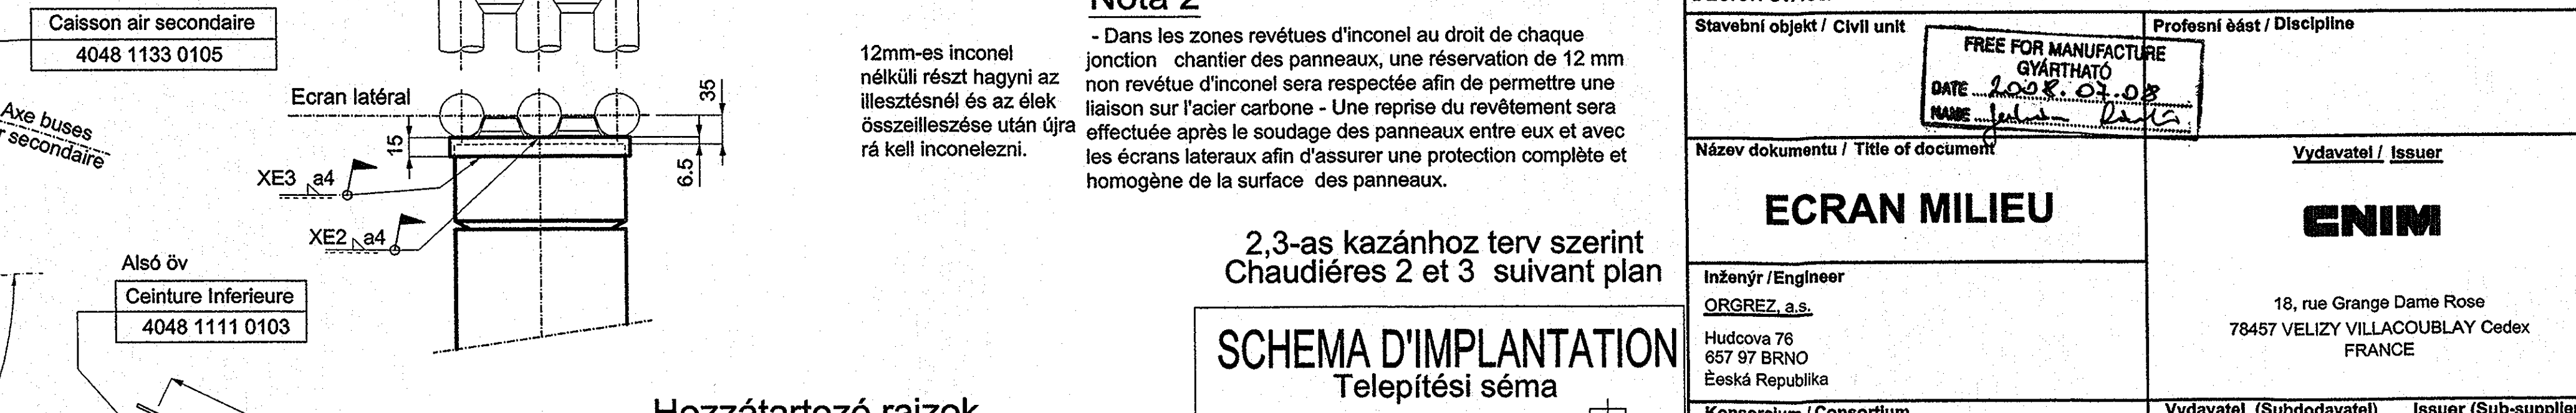 Caisson air secondaire
4048 1133 0105
Axe buses
secondaire
Ecran latéral
15
35
6.5
XE3 a4
XE2 a4
Alsó öv
Ceinture Inferieure
4048 1111 0103
12mm-es inconel
nélküli részt hagyni az
illesztésnél és az élek
összeilleszése után újra
rá kell inconelezni.
Nota 2
- Dans les zones revétues d'inconel au droit de chaque
jonction chantier des panneaux, une réservation de 12 mm
non revétue d'inconel sera respectée afin de permettre une
liaison sur l'acier carbone - Une reprise du revêtement sera
effectuée après le soudage des panneaux entre eux et avec
les écrans lateraux afin d'assurer une protection complète et
homogène de la surface des panneaux.
2,3-as kazánhoz terv szerint
Chaudiéres 2 et 3 suivant plan
SCHEMA D'IMPLANTATION
Telepítési séma
Hozzátartozó rajzok
Stavební objekt / Civil unit
Profesní èást / Discipline
FREE FOR MANUFACTURE
GYÁRTHATÓ
DATE 2008.07.08
NAME
Název dokumentu / Title of document
ECRAN MILIEU
Vydavatel / Issuer
CNIM
18, rue Grange Dame Rose
78457 VELIZY VILLACOUBLAY Cedex
FRANCE
Inženýr / Engineer
ORGREZ, a.s.
Hudcova 76
657 97 BRNO
Èeská Republika
Konsorcium / Consortium
Vydavatel (Subdodavatel) Issuer (Sub-supplie